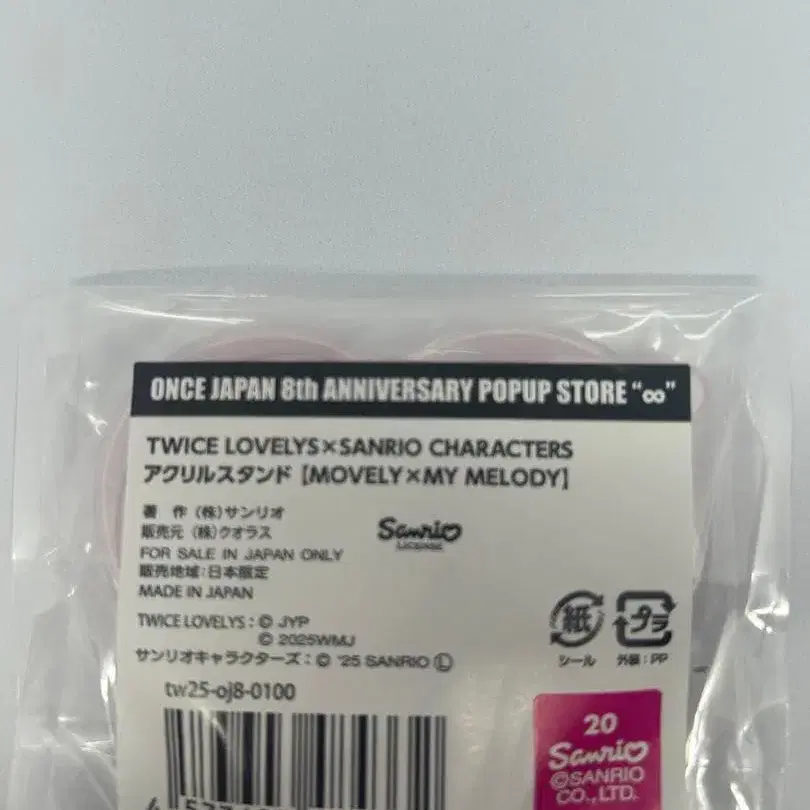 ONCE JAPAN 8th ANNIVERSARY POPUP STORE “∞”
TWICE LOVELYS×SANRIO CHARACTERS
アクリルスタンド [MOVELY×MY MELODY]
著 作 (株)サンリオ
販売元 (株)クオラス
FOR SALE IN JAPAN ONLY
販売地域:日本限定
MADE IN JAPAN
Sanrio
LICENSE
TWICE LOVELYS:© JYP
© 2025WMJ
サンリオキャラクターズ:© '25 SANRIO Ⓛ
紙
シール
プラ
外装:PP
tw25-oj8-0100
20
Sanrio
©SANRIO
CO., LTD.